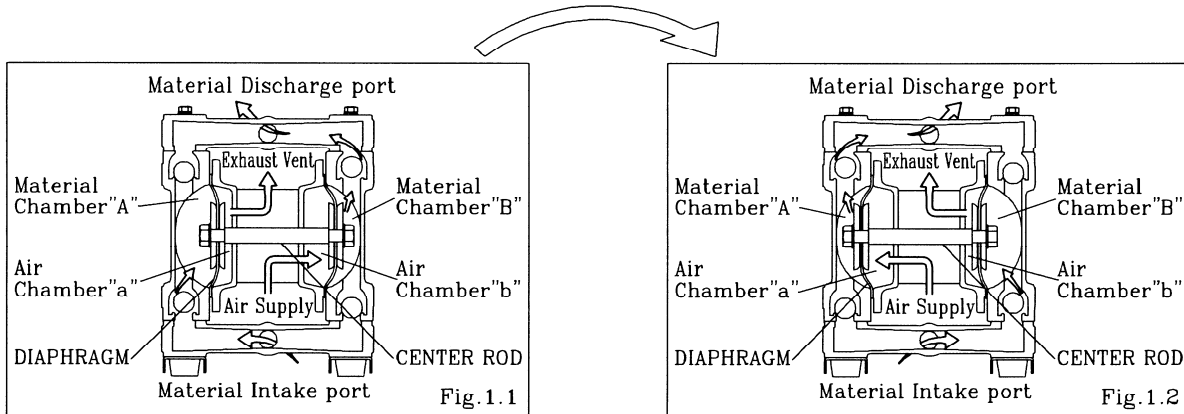 Material Discharge port
Exhaust Vent
Material
Chamber"A"
Material
Chamber"B"
Air
Chamber"a"
Air
Chamber"b"
Air Supply
DIAPHRAGM
CENTER ROD
Material Intake port
Fig.1.1
Material Discharge port
Exhaust Vent
Material
Chamber"A"
Material
Chamber"B"
Air
Chamber"a"
Air
Chamber"b"
Air Supply
DIAPHRAGM
CENTER ROD
Material Intake port
Fig.1.2